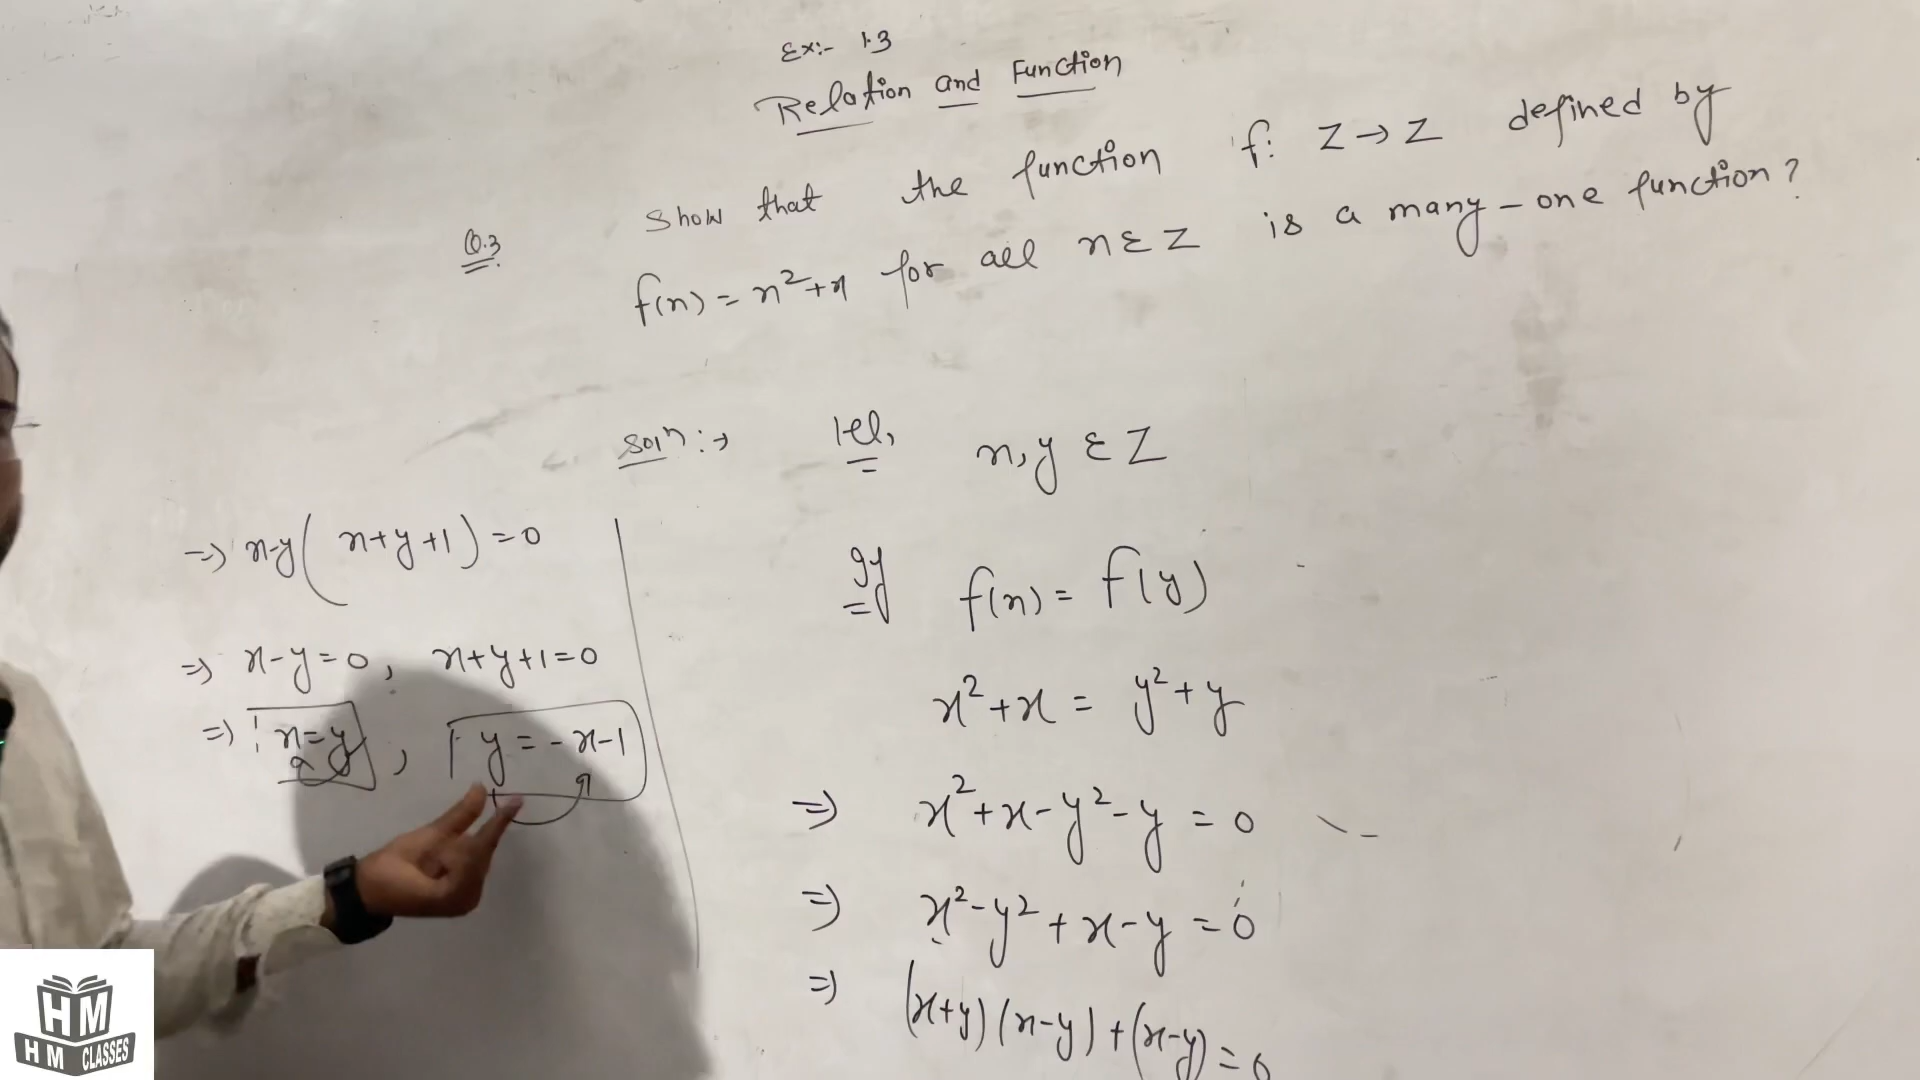 Ex:- 1.3
Relation and Function
Q.3 Show that the function f: Z → Z defined by
f(x) = x²+x for all x ∈ Z is a many-one function?
Solⁿ :→ let, x, y ∈ Z
If f(x) = f(y)
x²+x = y²+y
⇒ x²+x-y²-y = 0
⇒ x²-y²+x-y = 0
⇒ (x+y)(x-y)+(x-y) = 0
⇒ x-y(x+y+1) = 0
⇒ x-y=0, x+y+1=0
⇒ x=y, y=-x-1
HM
HM CLASSES